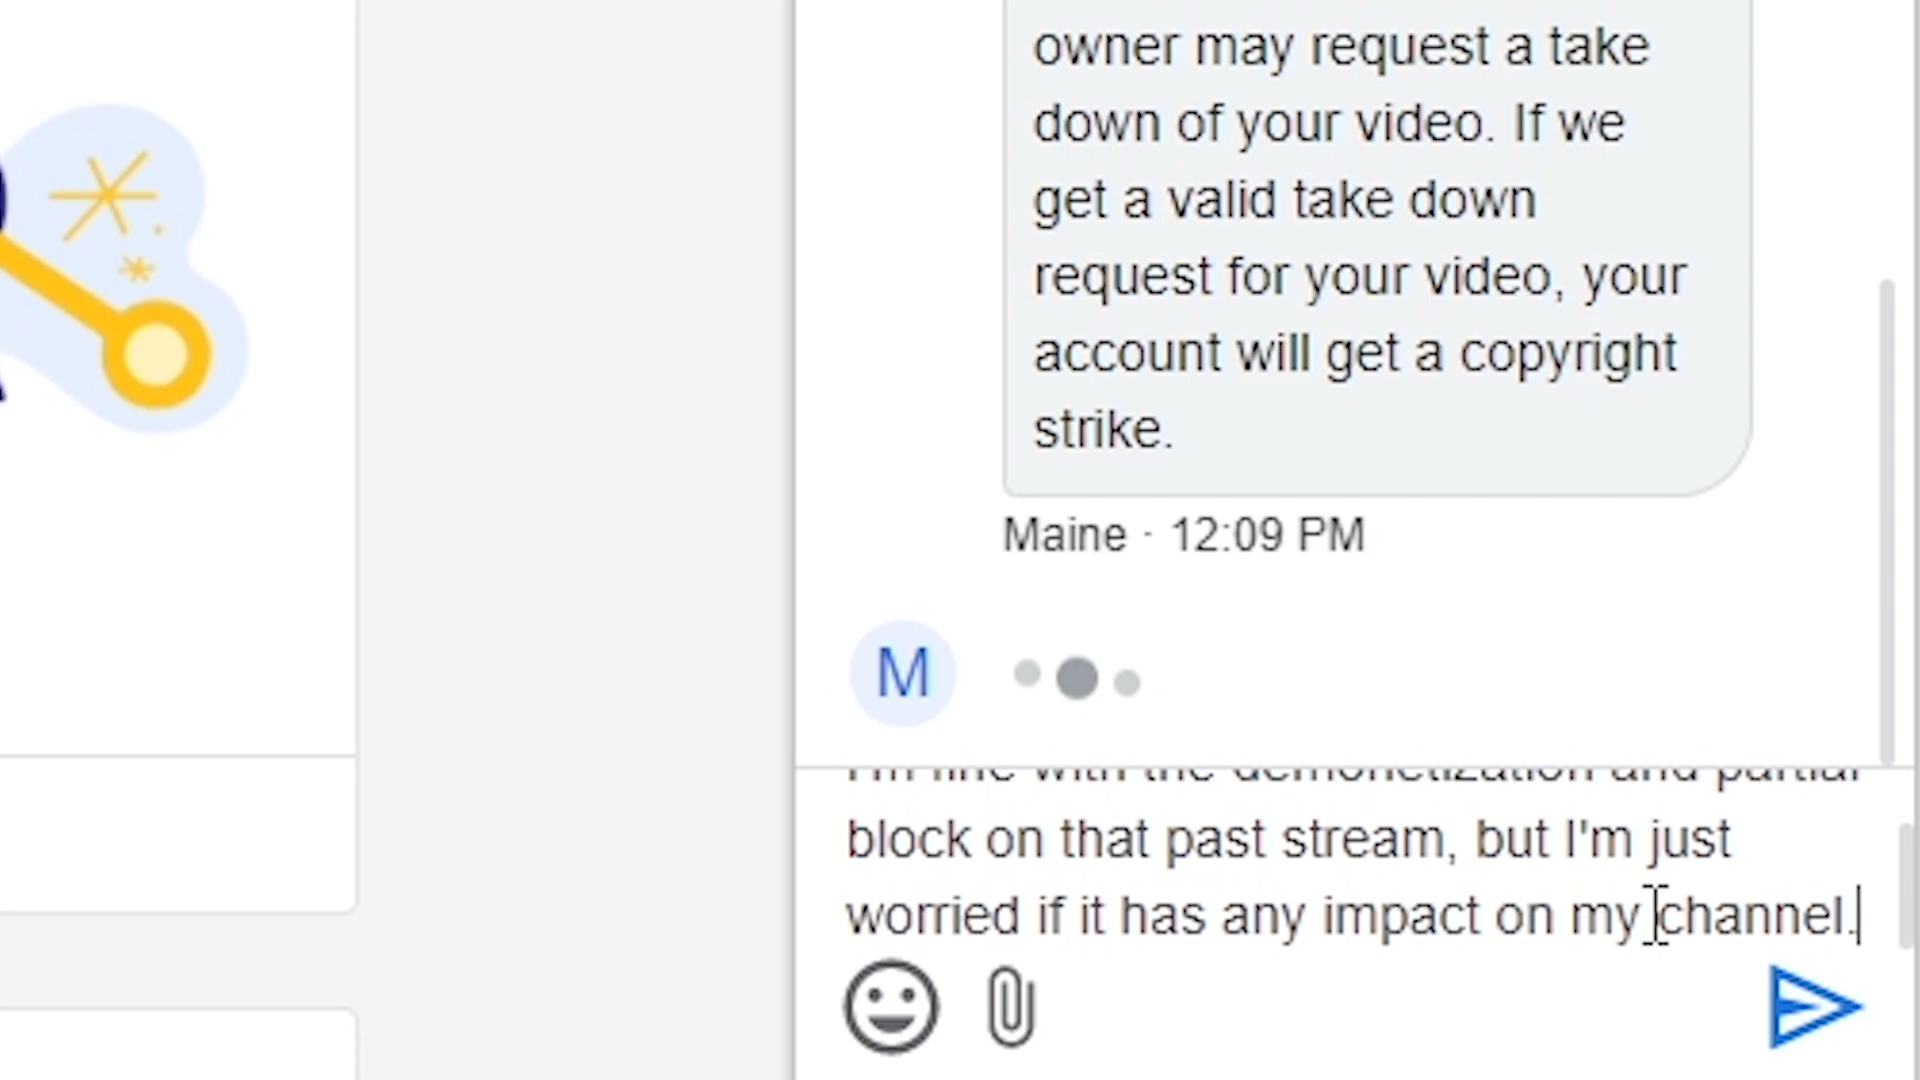 owner may request a take
down of your video. If we
get a valid take down
request for your video, your
account will get a copyright
strike.
Maine · 12:09 PM
M
I'm fine with the demonetization and partial
block on that past stream, but I'm just
worried if it has any impact on my channel.